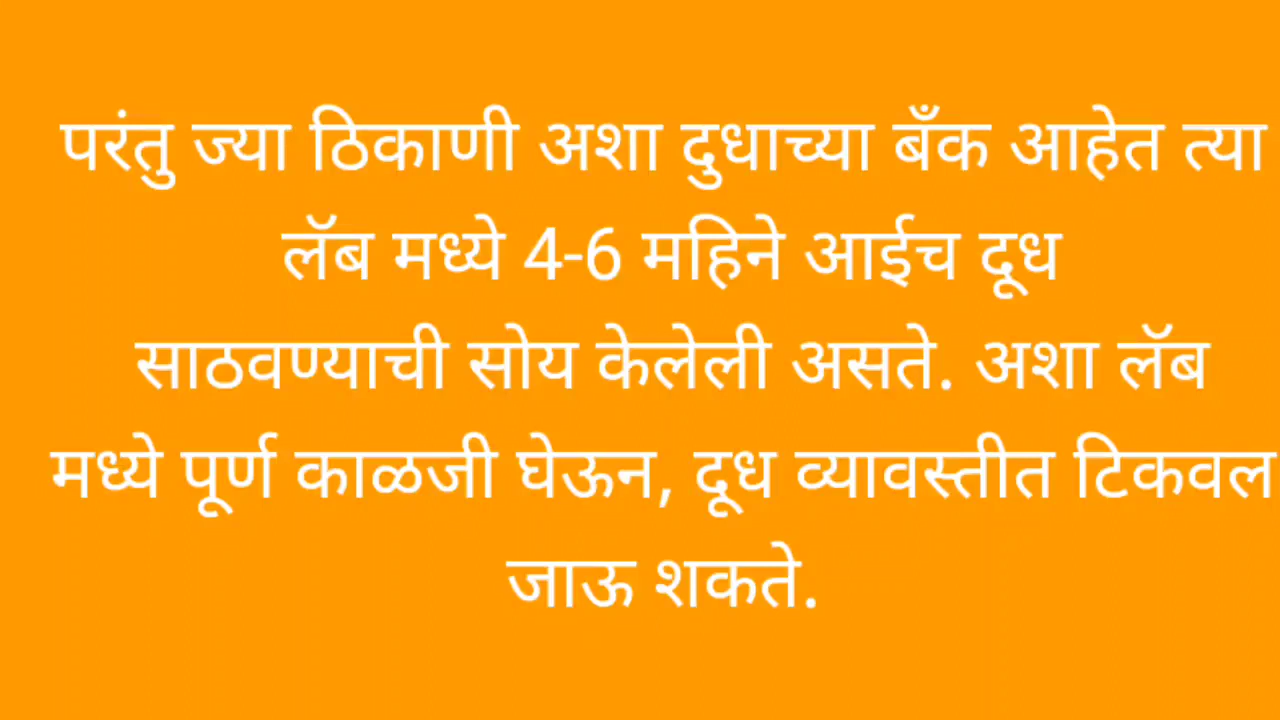 परंतु ज्या ठिकाणी अशा दुधाच्या बँक आहेत त्या
लॅब मध्ये 4-6 महिने आईच दूध
साठवण्याची सोय केलेली असते. अशा लॅब
मध्ये पूर्ण काळजी घेऊन, दूध व्यावस्तीत टिकवल
जाऊ शकते.